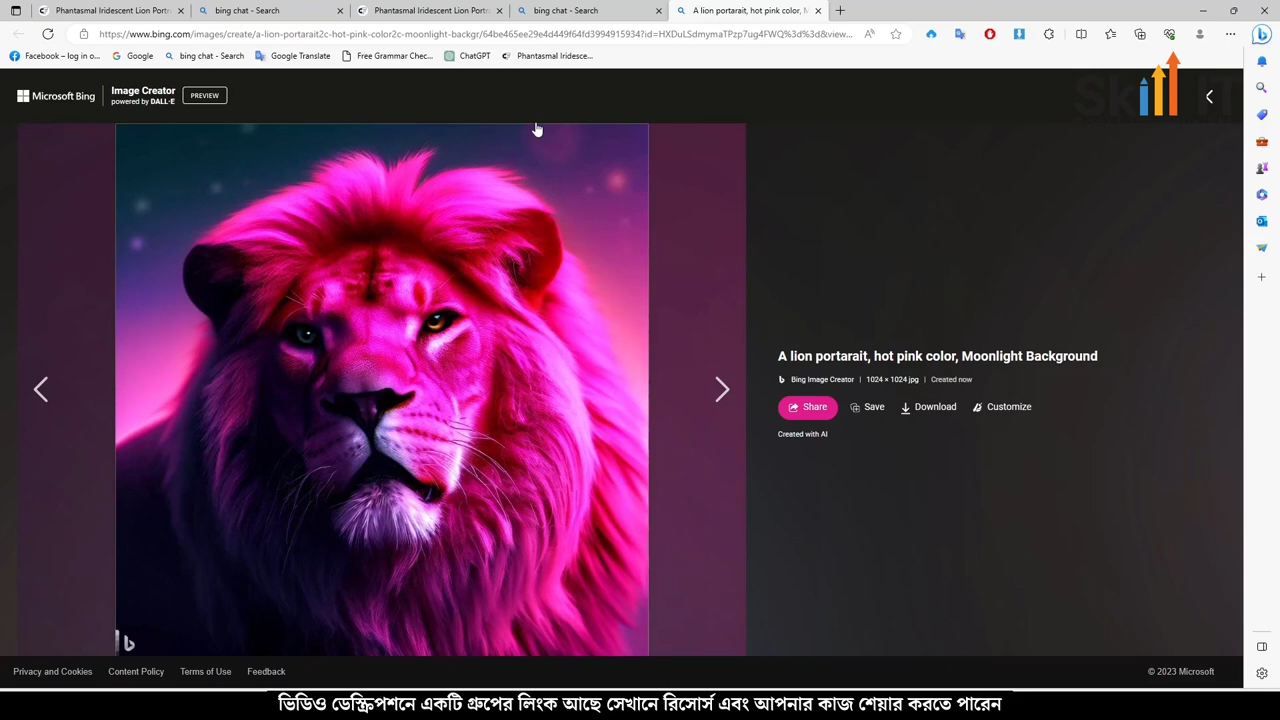 Phantasmal Iridescent Lion Portr
bing chat - Search
Phantasmal Iridescent Lion Portr
bing chat - Search
A lion portarait, hot pink color, M
https://www.bing.com/images/create/a-lion-portarait2c-hot-pink-color2c-moonlight-backgr/64be465ee29e4d449f64fd3994915934?id=HXDuLSdmymaTPzp7ug4FWQ%3d%3d&view...
Facebook – log in o...
Google
bing chat - Search
Google Translate
Free Grammar Chec...
ChatGPT
Phantasmal Iridesce...
Microsoft Bing
Image Creator
powered by DALL·E
PREVIEW
Skill IT
A lion portarait, hot pink color, Moonlight Background
Bing Image Creator | 1024 × 1024 jpg | Created now
Share Save Download Customize
Created with AI
Privacy and Cookies Content Policy Terms of Use Feedback
© 2023 Microsoft
ভিডিও ডেস্ক্রিপশনে একটি গ্রুপের লিংক আছে সেখানে রিসোর্স এবং আপনার কাজ শেয়ার করতে পারেন